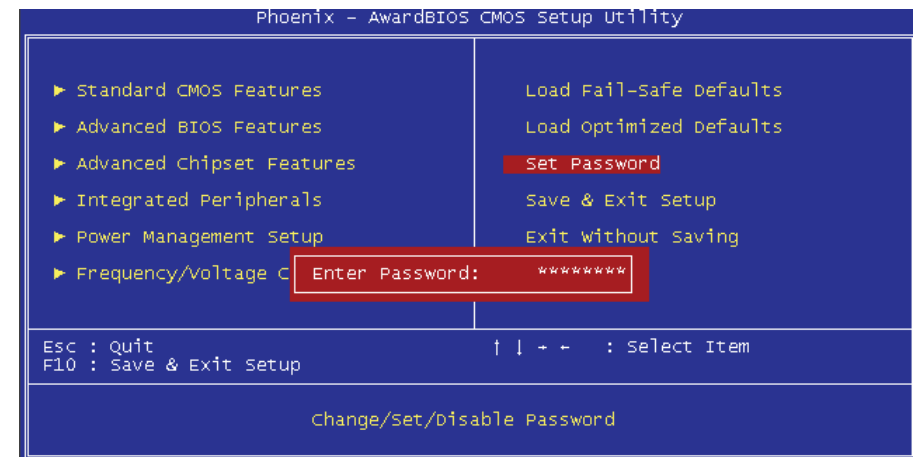 Phoenix – AwardBIOS CMOS Setup Utility
► Standard CMOS Features
► Advanced BIOS Features
► Advanced Chipset Features
► Integrated Peripherals
► Power Management Setup
► Frequency/Voltage C
Load Fail-Safe Defaults
Load Optimized Defaults
Set Password
Save & Exit Setup
Exit Without Saving
Enter Password: ********
Esc : Quit
F10 : Save & Exit Setup
↑ ↓ → ← : Select Item
Change/Set/Disable Password